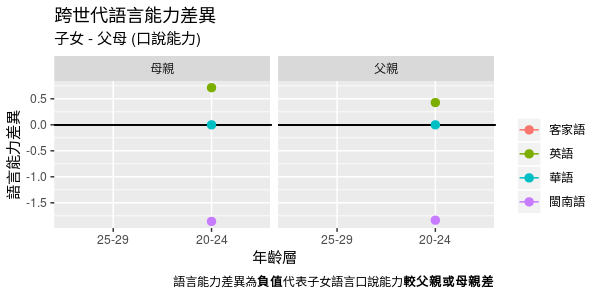 跨世代語言能力差異
子女 - 父母 (口說能力)
母親
父親
語言能力差異
0.5
0.0
-0.5
-1.0
-1.5
25-29
20-24
25-29
20-24
年齡層
客家語
英語
華語
閩南語
語言能力差異為負值代表子女語言口說能力較父親或母親差